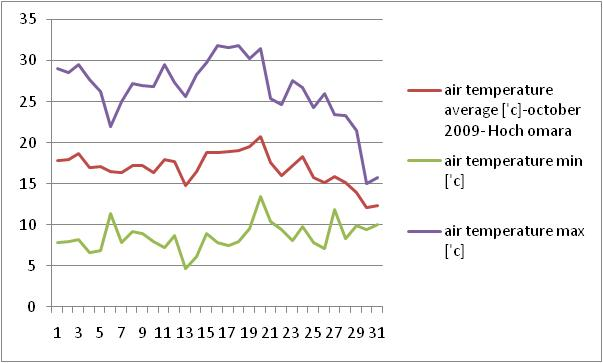 35
30
25
20
15
10
5
0
1 3 5 7 9 11 13 15 17 19 21 23 25 27 29 31
air temperature
average ['c]-october
2009- Hoch omara
air temperature min
['c]
air temperature max
['c]